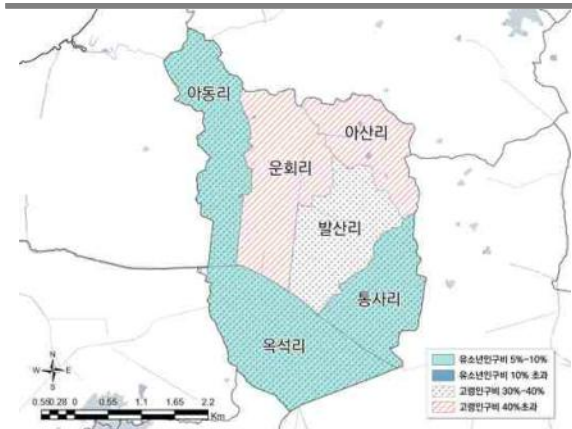 아동리
아산리
운회리
발산리
통사리
옥석리
유소년인구비 5%-10%
유소년인구비 10% 초과
고령인구비 30%-40%
고령인구비 40%초과
N
W E
S
0.56 0.28 0 0.55 1.1 1.65 2.2
Km